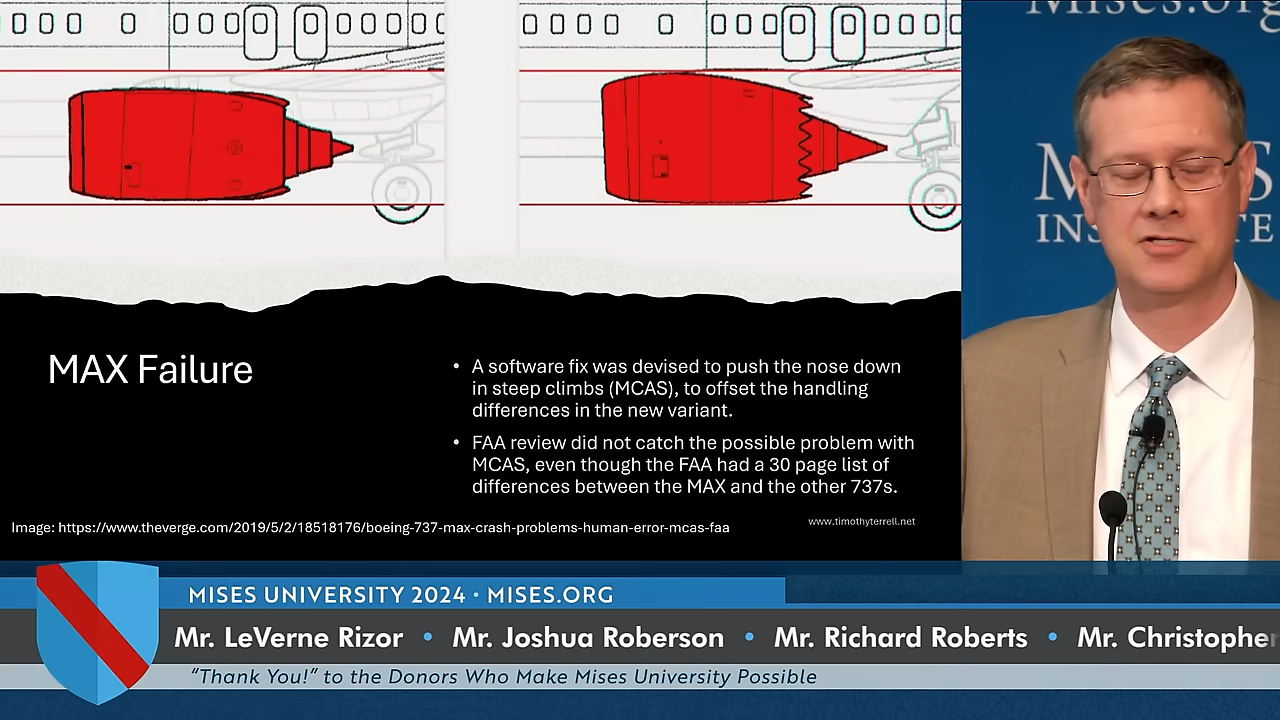 Mises.org
MISES
INSTITUTE
MAX Failure
• A software fix was devised to push the nose down
in steep climbs (MCAS), to offset the handling
differences in the new variant.
• FAA review did not catch the possible problem with
MCAS, even though the FAA had a 30 page list of
differences between the MAX and the other 737s.
Image: https://www.theverge.com/2019/5/2/18518176/boeing-737-max-crash-problems-human-error-mcas-faa
www.timothyterrell.net
MISES UNIVERSITY 2024 • MISES.ORG
Mr. LeVerne Rizor • Mr. Joshua Roberson • Mr. Richard Roberts • Mr. Christopher
“Thank You!” to the Donors Who Make Mises University Possible